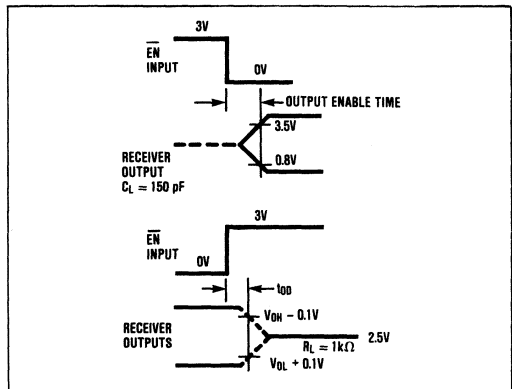 3V
EN
INPUT
0V
OUTPUT ENABLE TIME
3.5V
RECEIVER
OUTPUT
CL = 150 pF
0.8V
3V
EN
INPUT
0V
tOD
VOH – 0.1V
RECEIVER
OUTPUTS
2.5V
RL = 1kΩ
VOL + 0.1V